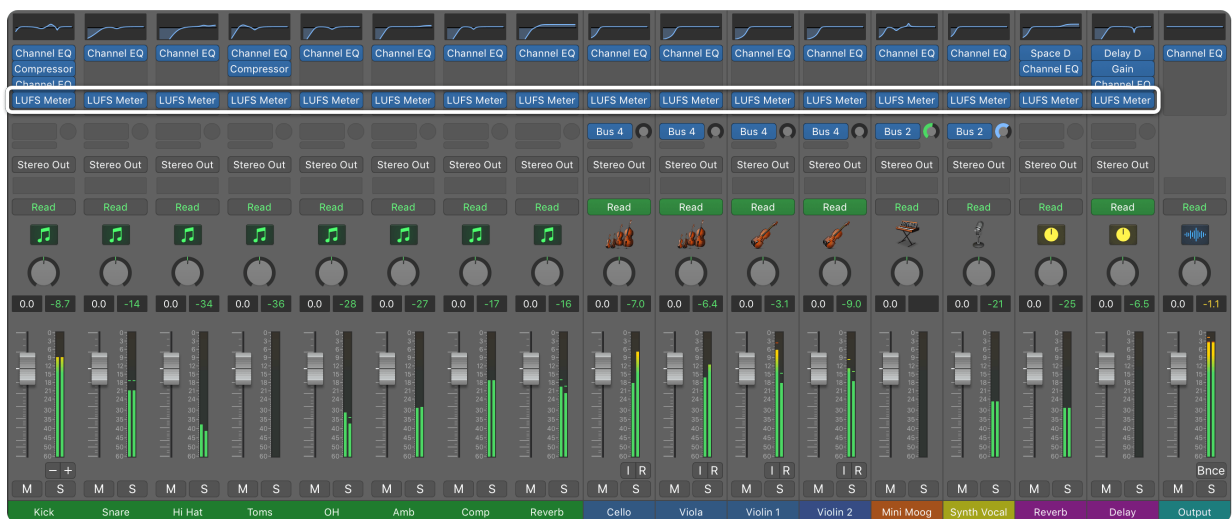 Channel EQ Channel EQ Channel EQ Channel EQ Channel EQ Channel EQ Channel EQ Channel EQ Channel EQ Channel EQ Channel EQ Channel EQ Channel EQ Channel EQ Space D Delay D Channel EQ
Compressor Compressor Channel EQ Gain
Channel EQ Channel EQ
LUFS Meter LUFS Meter LUFS Meter LUFS Meter LUFS Meter LUFS Meter LUFS Meter LUFS Meter LUFS Meter LUFS Meter LUFS Meter LUFS Meter LUFS Meter LUFS Meter LUFS Meter LUFS Meter
Bus 4 Bus 4 Bus 4 Bus 4 Bus 2 Bus 2
Stereo Out Stereo Out Stereo Out Stereo Out Stereo Out Stereo Out Stereo Out Stereo Out Stereo Out Stereo Out Stereo Out Stereo Out Stereo Out Stereo Out Stereo Out Stereo Out
Read Read Read Read Read Read Read Read Read Read Read Read Read Read Read Read Read
0.0 -8.7 0.0 -14 0.0 -34 0.0 -36 0.0 -28 0.0 -27 0.0 -17 0.0 -16 0.0 -7.0 0.0 -6.4 0.0 -3.1 0.0 -9.0 0.0 0.0 -21 0.0 -25 0.0 -6.5 0.0 -1.1
- + I R I R I R I R Bnce
M S M S M S M S M S M S M S M S M S M S M S M S M S M S M S M S M S
Kick Snare Hi Hat Toms OH Amb Comp Reverb Cello Viola Violin 1 Violin 2 Mini Moog Synth Vocal Reverb Delay Output